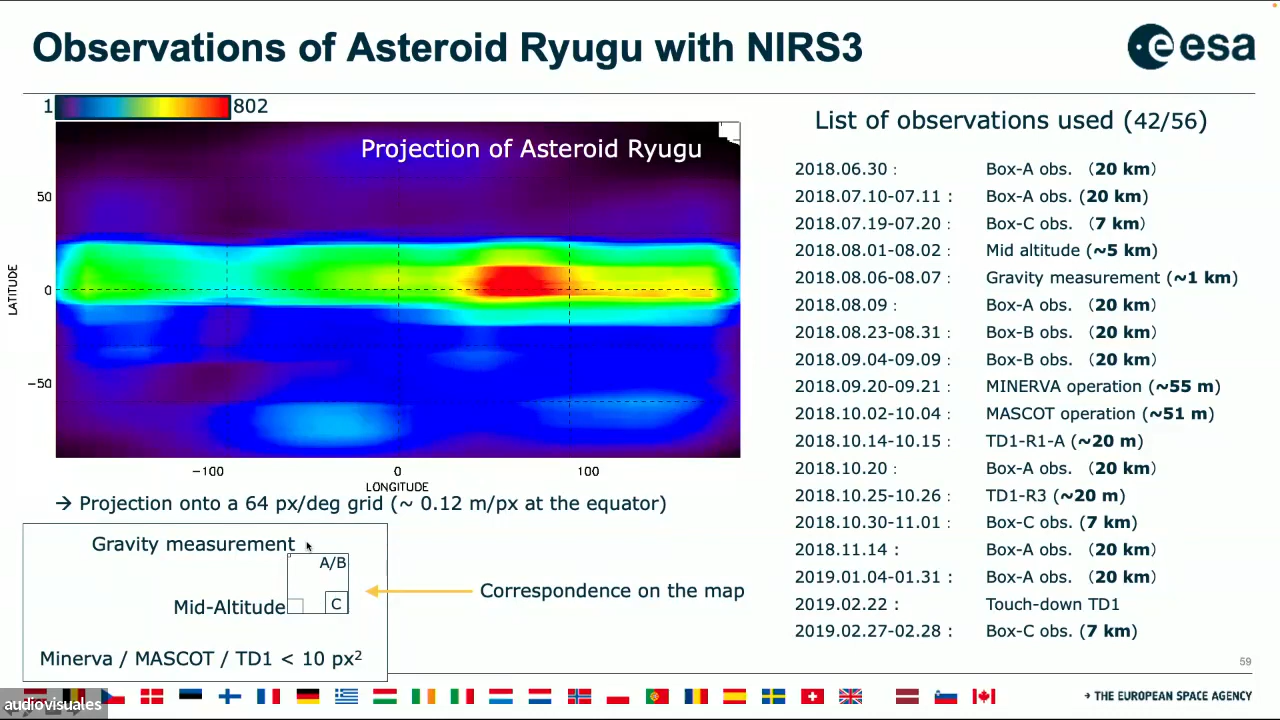 Observations of Asteroid Ryugu with NIRS3
esa
1 802
Projection of Asteroid Ryugu
50
0
−50
LATITUDE
−100 0 100
LONGITUDE
→ Projection onto a 64 px/deg grid (~ 0.12 m/px at the equator)
Gravity measurement
A/B
Mid-Altitude
C
Minerva / MASCOT / TD1 < 10 px²
Correspondence on the map
List of observations used (42/56)
2018.06.30 : Box-A obs. (20 km)
2018.07.10-07.11 : Box-A obs. (20 km)
2018.07.19-07.20 : Box-C obs. (7 km)
2018.08.01-08.02 : Mid altitude (~5 km)
2018.08.06-08.07 : Gravity measurement (~1 km)
2018.08.09 : Box-A obs. (20 km)
2018.08.23-08.31 : Box-B obs. (20 km)
2018.09.04-09.09 : Box-B obs. (20 km)
2018.09.20-09.21 : MINERVA operation (~55 m)
2018.10.02-10.04 : MASCOT operation (~51 m)
2018.10.14-10.15 : TD1-R1-A (~20 m)
2018.10.20 : Box-A obs. (20 km)
2018.10.25-10.26 : TD1-R3 (~20 m)
2018.10.30-11.01 : Box-C obs. (7 km)
2018.11.14 : Box-A obs. (20 km)
2019.01.04-01.31 : Box-A obs. (20 km)
2019.02.22 : Touch-down TD1
2019.02.27-02.28 : Box-C obs. (7 km)
59
audiovisuales
→ THE EUROPEAN SPACE AGENCY